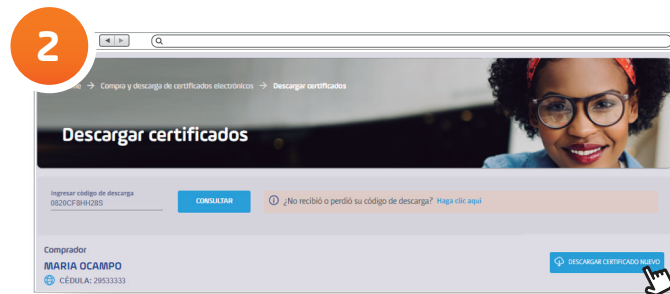 2
→ Compra y descarga de certificados electrónicos → Descargar certificados
Descargar certificados
Ingresar código de descarga
0820CF8HH28S
CONSULTAR
¿No recibió o perdió su código de descarga? Haga clic aquí
Comprador
MARIA OCAMPO
CÉDULA: 29533333
DESCARGAR CERTIFICADO NUEVO